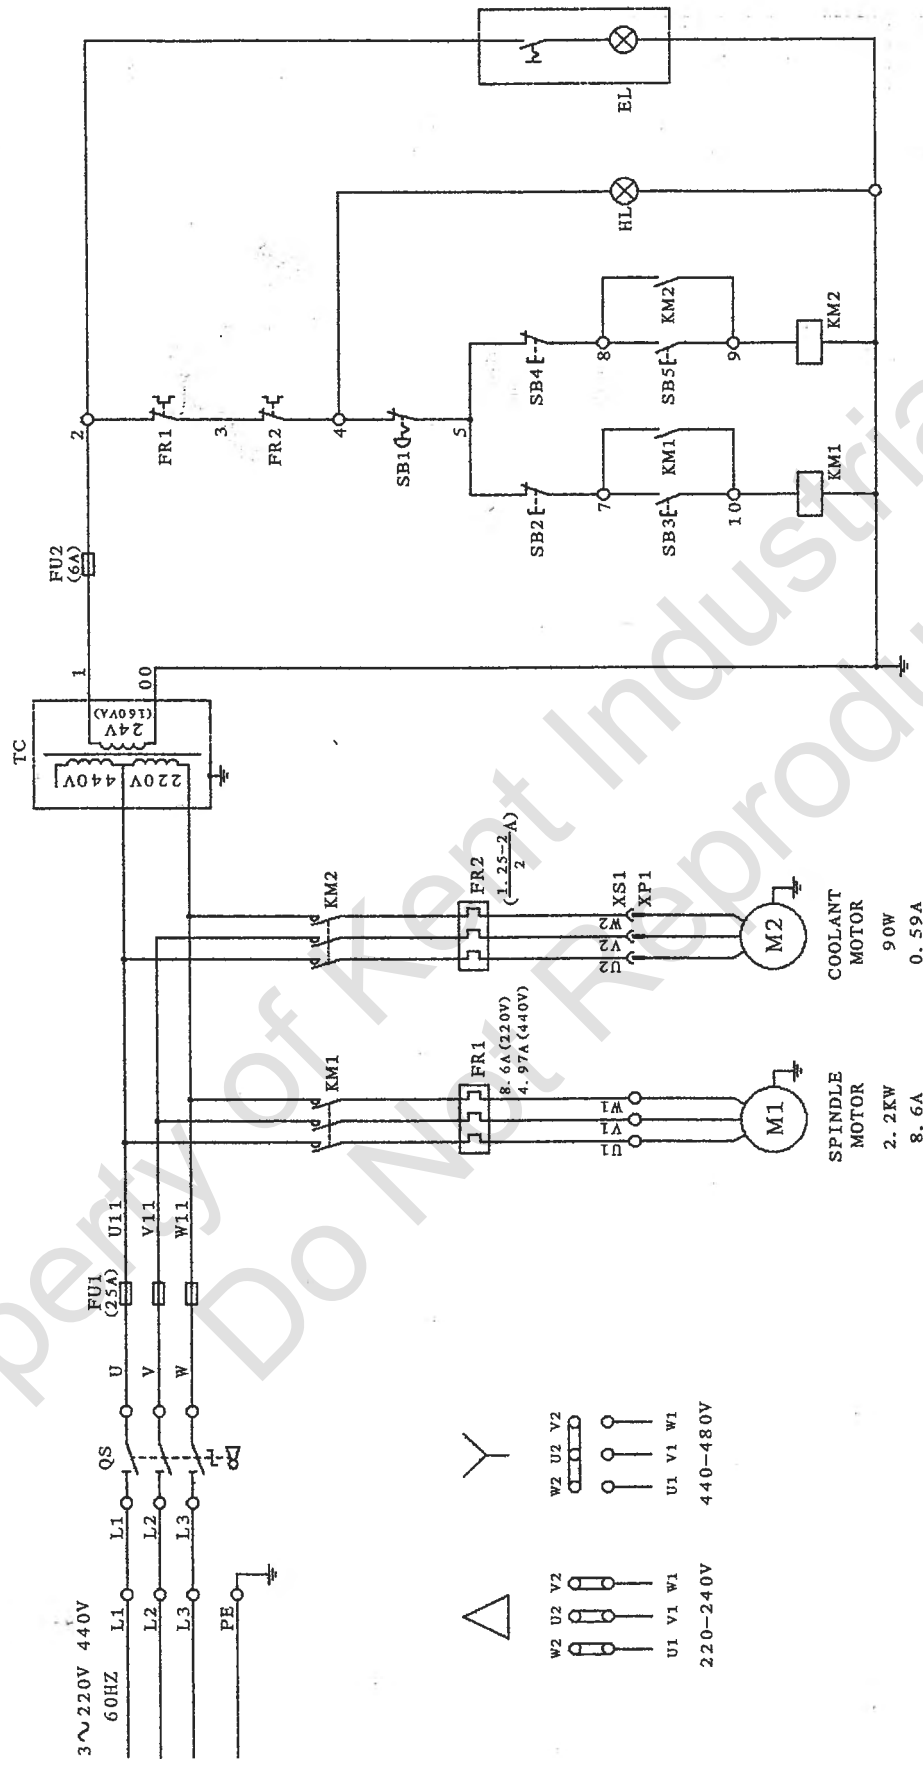 3∿220V 440V
60HZ
L1
L2
L3
PE
L1
L2
L3
QS
U
V
W
FU1
(25A)
U11
V11
W11
TC
440V
220V
24V
(160VA)
1
00
FU2
(6A)
2
FR1
3
FR2
4
SB1
5
SB2
7
SB3
KM1
10
KM1
SB4
8
SB5
KM2
9
KM2
HL
EL
KM1
FR1
8.6A(220V)
4.97A(440V)
U1
V1
W1
M1
SPINDLE
MOTOR
2.2KW
8.6A
KM2
FR2
(1.25-2A)
2
U2
V2
W2
XS1
XP1
M2
COOLANT
MOTOR
90W
0.59A
W2 U2 V2
U1 V1 W1
220-240V
W2 U2 V2
U1 V1 W1
440-480V
perty of Kent Industria
Do Not Reprodu